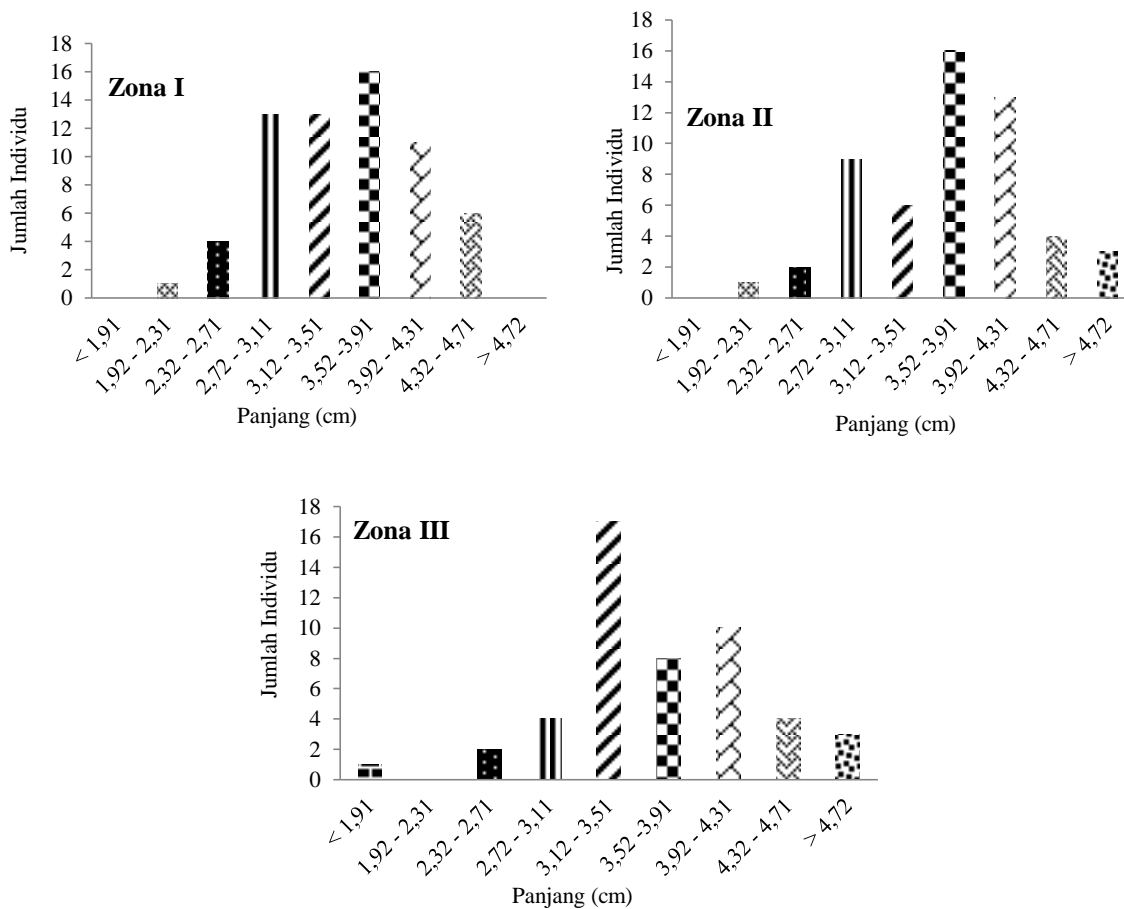 Zona I
Jumlah Individu
18
16
14
12
10
8
6
4
2
0
< 1,91
1,92 - 2,31
2,32 - 2,71
2,72 - 3,11
3,12 - 3,51
3,52 -3,91
3,92 - 4,31
4,32 - 4,71
> 4,72
Panjang (cm)
Zona II
Jumlah Individu
18
16
14
12
10
8
6
4
2
0
< 1,91
1,92 - 2,31
2,32 - 2,71
2,72 - 3,11
3,12 - 3,51
3,52 -3,91
3,92 - 4,31
4,32 - 4,71
> 4,72
Panjang (cm)
Zona III
Jumlah Individu
18
16
14
12
10
8
6
4
2
0
< 1,91
1,92 - 2,31
2,32 - 2,71
2,72 - 3,11
3,12 - 3,51
3,52 -3,91
3,92 - 4,31
4,32 - 4,71
> 4,72
Panjang (cm)